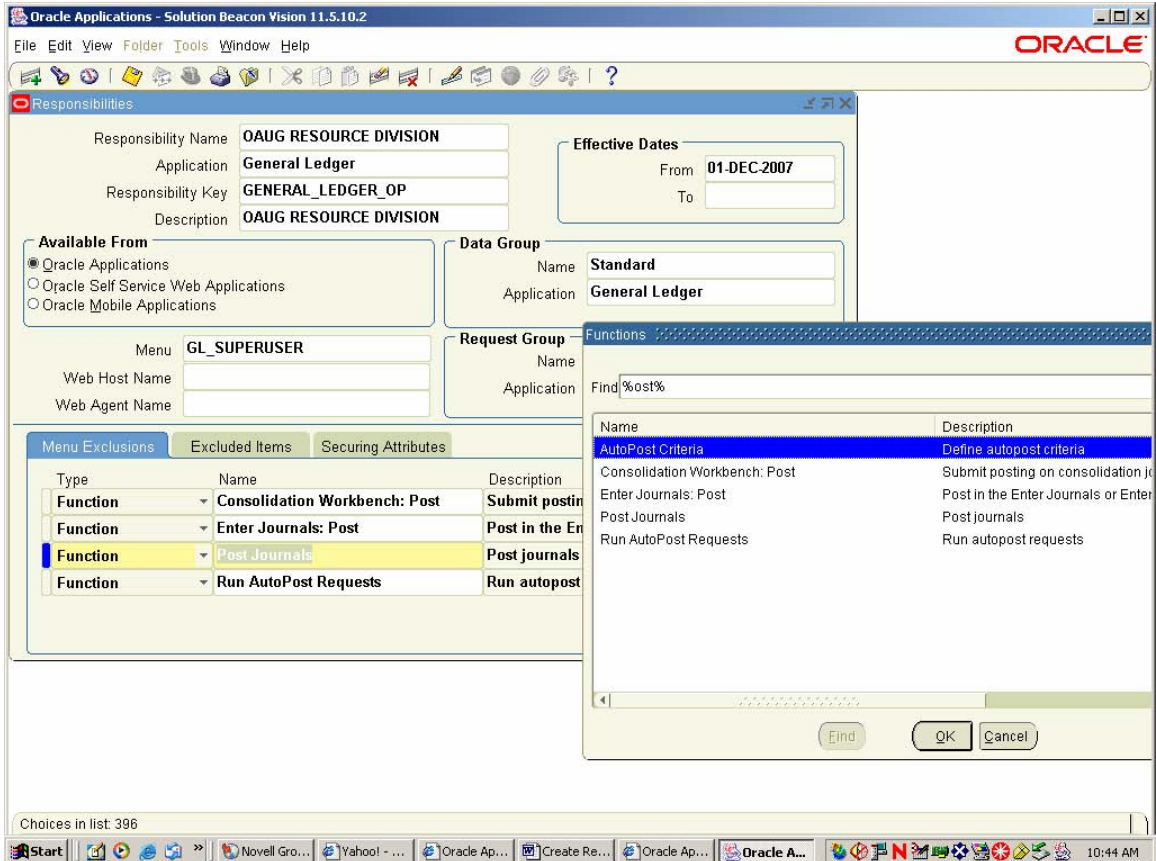 Oracle Applications - Solution Beacon Vision 11.5.10.2
File Edit View Folder Tools Window Help
ORACLE
Responsibilities
Responsibility Name OAUG RESOURCE DIVISION
Application General Ledger
Responsibility Key GENERAL_LEDGER_OP
Description OAUG RESOURCE DIVISION
Effective Dates
From 01-DEC-2007
To
Available From
Oracle Applications
Oracle Self Service Web Applications
Oracle Mobile Applications
Data Group
Name Standard
Application General Ledger
Menu GL_SUPERUSER
Web Host Name
Web Agent Name
Request Group
Name
Application
Menu Exclusions Excluded Items Securing Attributes
Type Name Description
Function Consolidation Workbench: Post Submit postin
Function Enter Journals: Post Post in the En
Function Post Journals Post journals
Function Run AutoPost Requests Run autopost
Functions
Find %ost%
Name Description
AutoPost Criteria Define autopost criteria
Consolidation Workbench: Post Submit posting on consolidation jo
Enter Journals: Post Post in the Enter Journals or Enter
Post Journals Post journals
Run AutoPost Requests Run autopost requests
Find OK Cancel
Choices in list: 396
Start » Novell Gro... Yahoo! - ... Oracle Ap... Create Re... Oracle Ap... Oracle A... 10:44 AM